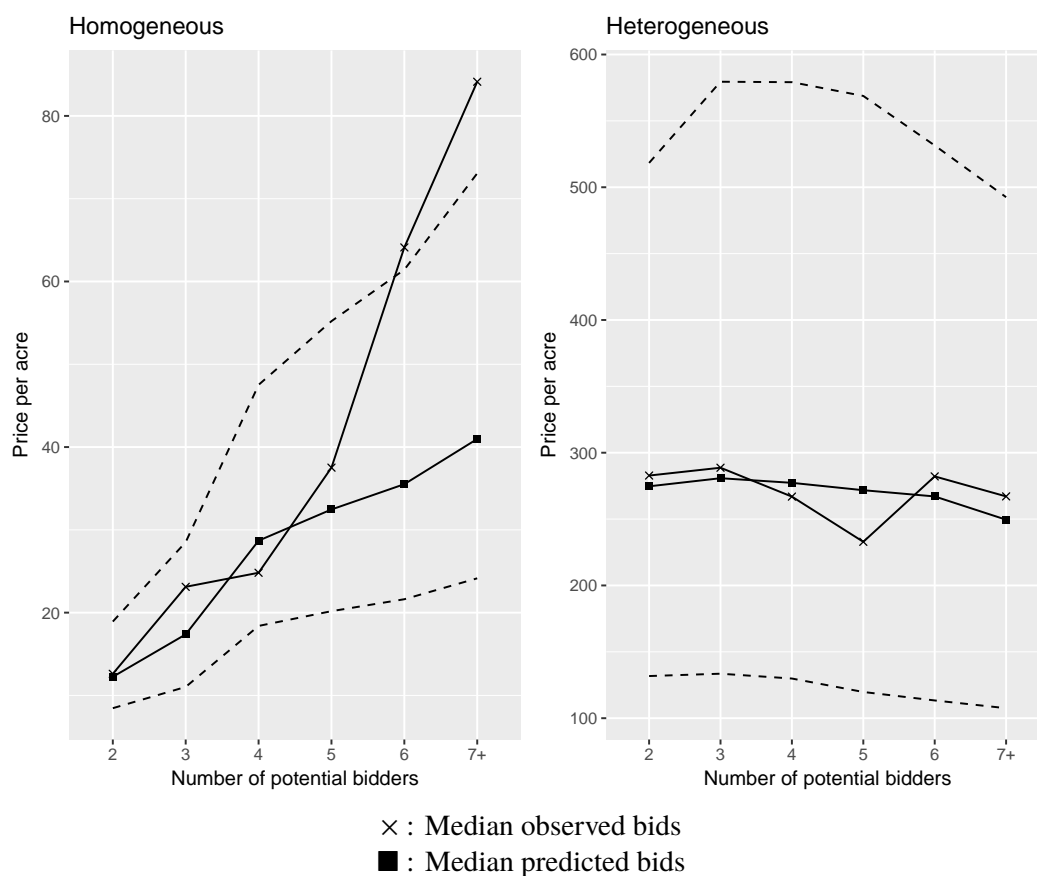 Homogeneous
80
60
40
20
Price per acre
2 3 4 5 6 7+
Number of potential bidders
Heterogeneous
600
500
400
300
200
100
Price per acre
2 3 4 5 6 7+
Number of potential bidders
× : Median observed bids
■ : Median predicted bids